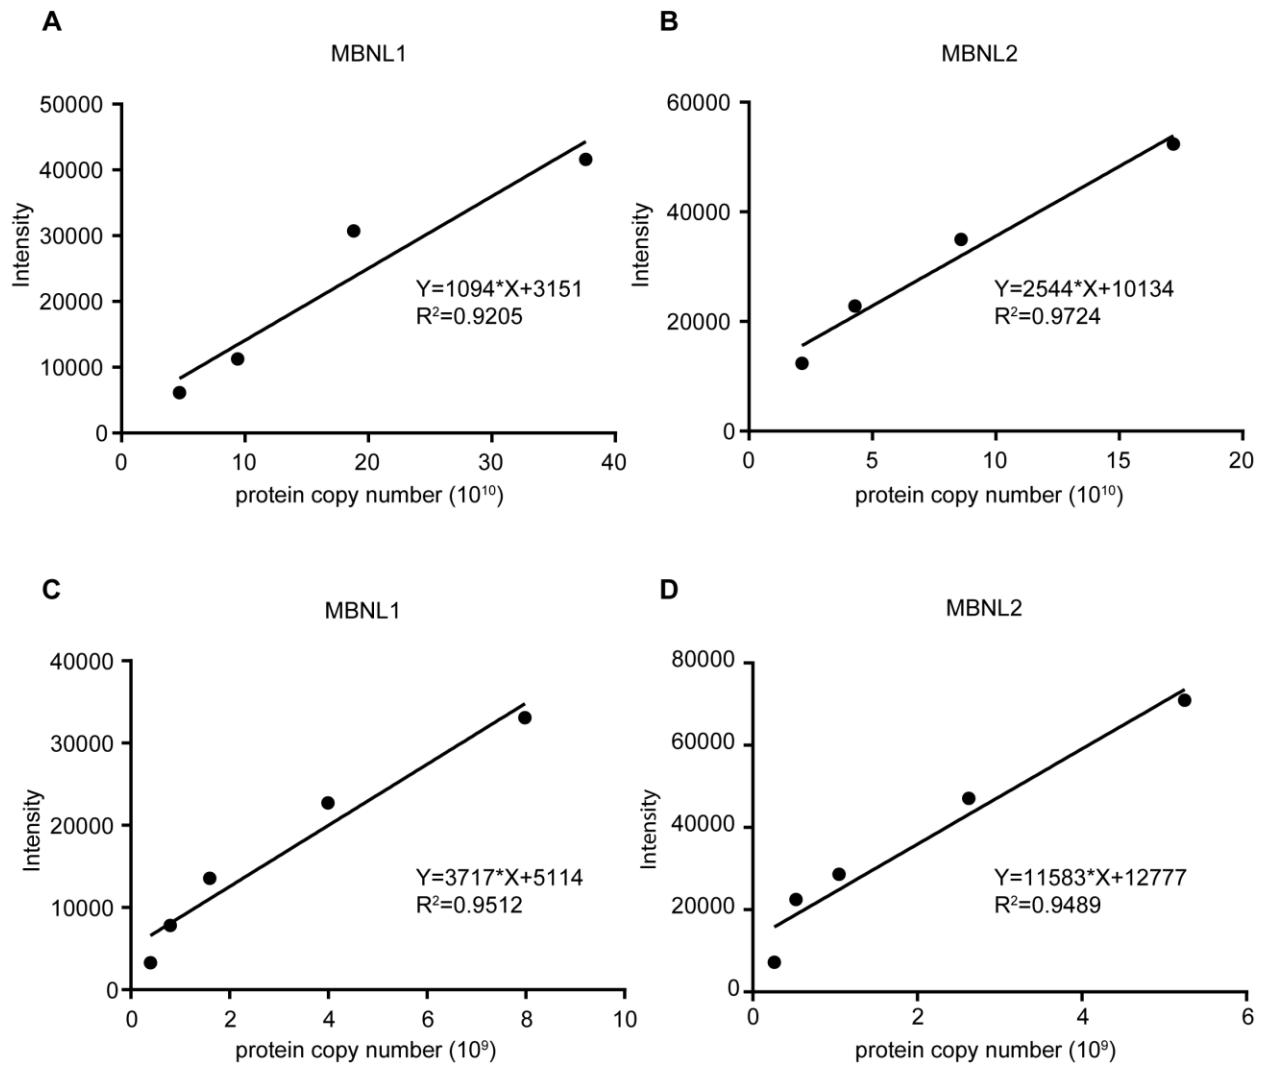 A
MBNL1
50000
40000
30000
20000
10000
0
Intensity
0 10 20 30 40
protein copy number (10¹⁰)
Y=1094*X+3151
R²=0.9205
B
MBNL2
60000
40000
20000
0
Intensity
0 5 10 15 20
protein copy number (10¹⁰)
Y=2544*X+10134
R²=0.9724
C
MBNL1
40000
30000
20000
10000
0
Intensity
0 2 4 6 8 10
protein copy number (10⁹)
Y=3717*X+5114
R²=0.9512
D
MBNL2
80000
60000
40000
20000
0
Intensity
0 2 4 6
protein copy number (10⁹)
Y=11583*X+12777
R²=0.9489